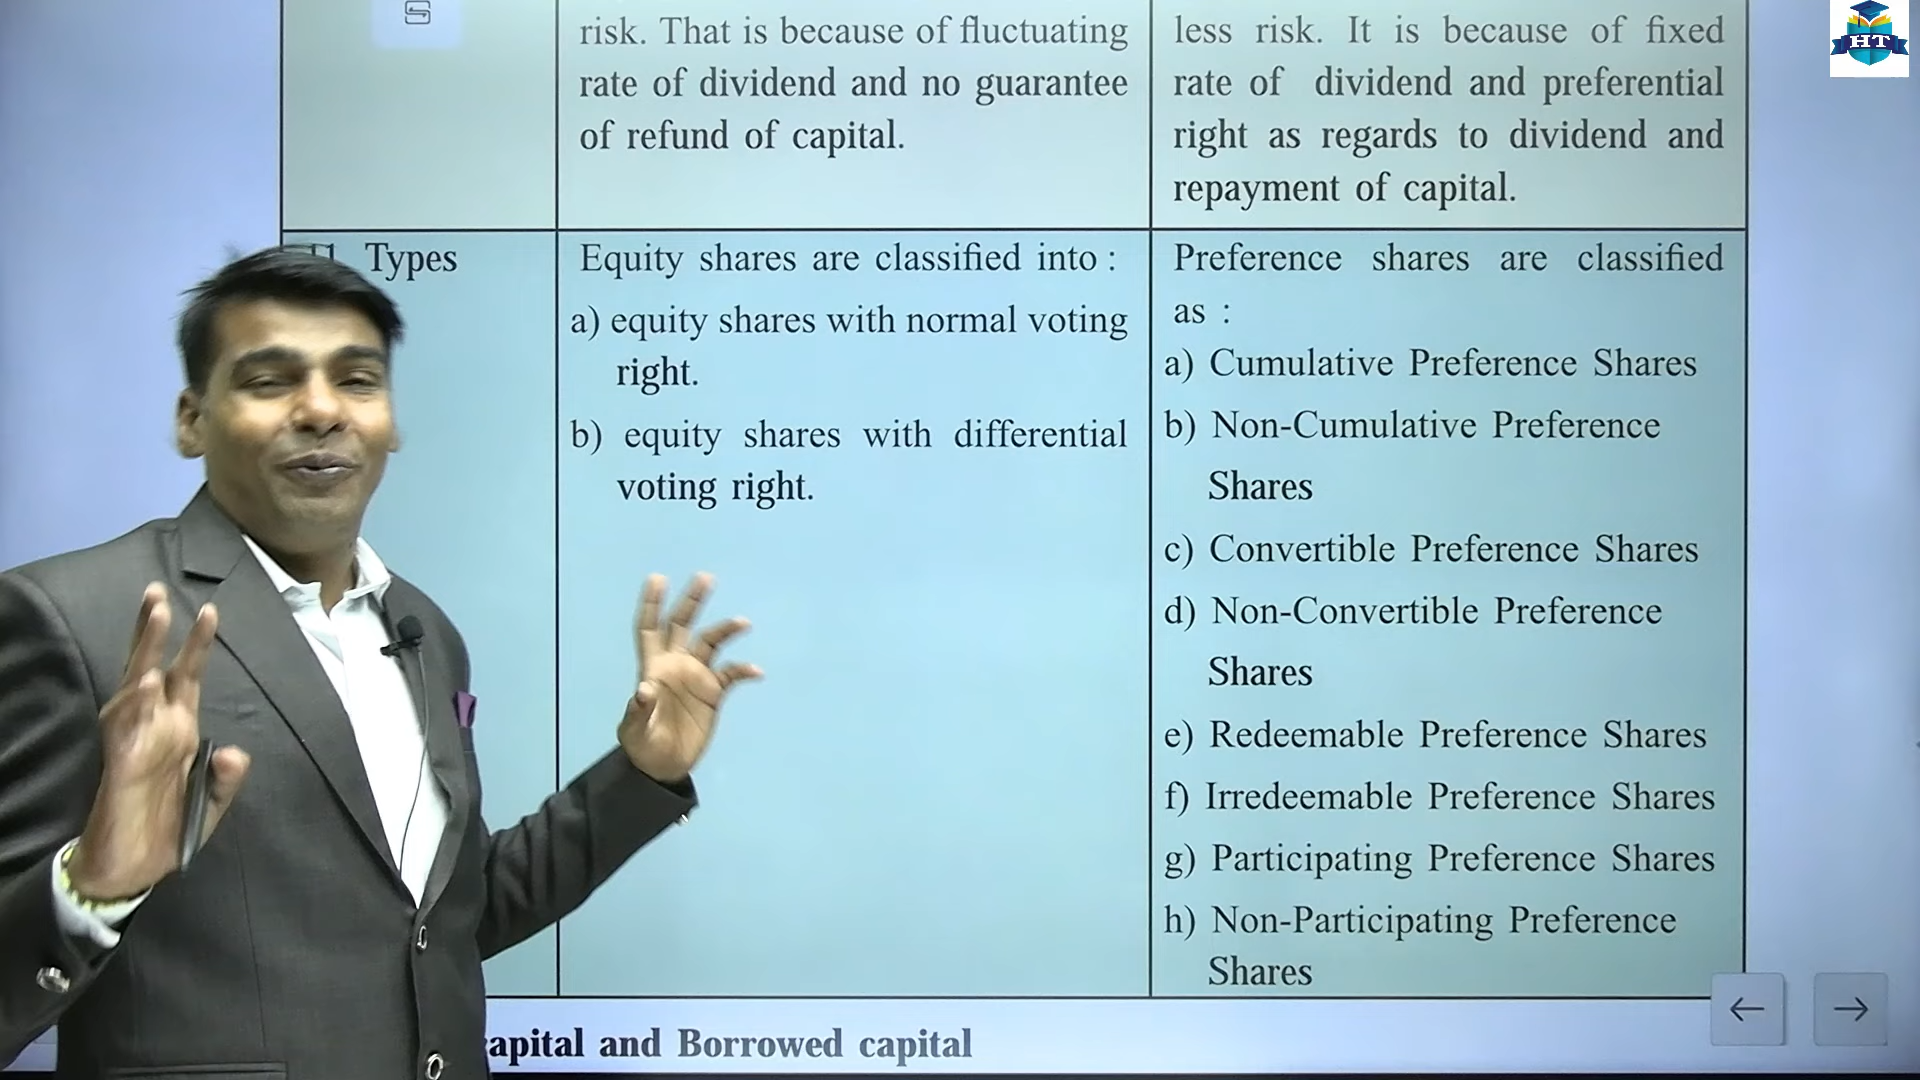 risk. That is because of fluctuating
rate of dividend and no guarantee
of refund of capital.
less risk. It is because of fixed
rate of dividend and preferential
right as regards to dividend and
repayment of capital.
Types
Equity shares are classified into :
a) equity shares with normal voting
right.
b) equity shares with differential
voting right.
Preference shares are classified
as :
a) Cumulative Preference Shares
b) Non-Cumulative Preference
Shares
c) Convertible Preference Shares
d) Non-Convertible Preference
Shares
e) Redeemable Preference Shares
f) Irredeemable Preference Shares
g) Participating Preference Shares
h) Non-Participating Preference
Shares
capital and Borrowed capital
HT